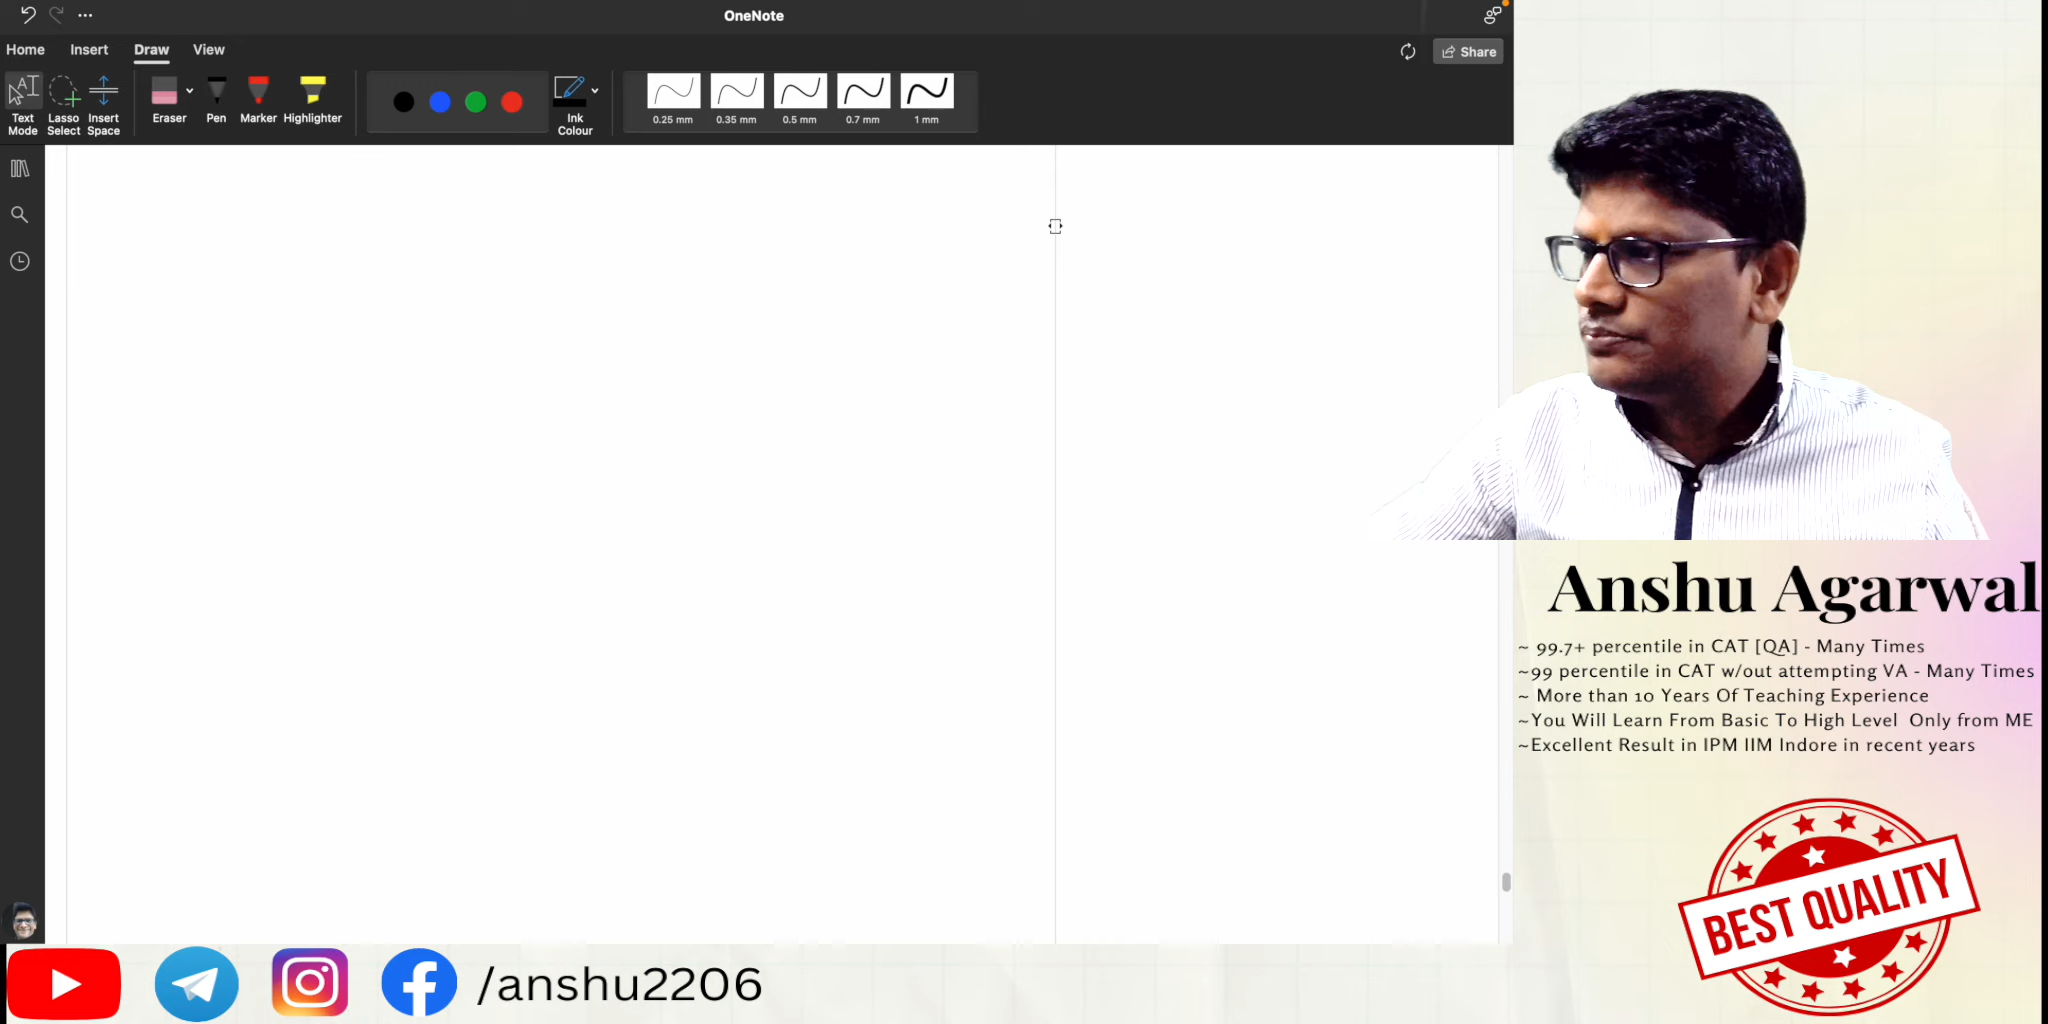 OneNote
Home Insert Draw View
Share
Text Mode
Lasso Select
Insert Space
Eraser
Pen
Marker
Highlighter
Ink Colour
0.25 mm
0.35 mm
0.5 mm
0.7 mm
1 mm
Anshu Agarwal
~ 99.7+ percentile in CAT [QA] - Many Times
~99 percentile in CAT w/out attempting VA - Many Times
~ More than 10 Years Of Teaching Experience
~You Will Learn From Basic To High Level Only from ME
~Excellent Result in IPM IIM Indore in recent years
BEST QUALITY
/anshu2206